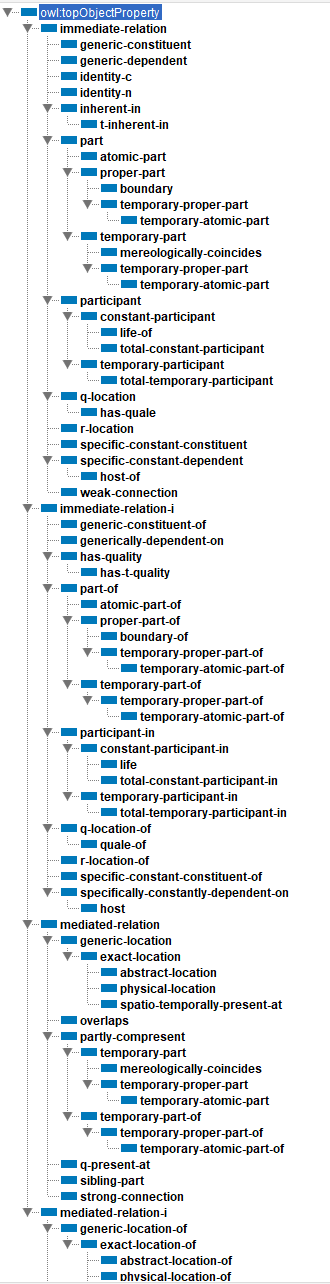 owl:topObjectProperty
immediate-relation
generic-constituent
generic-dependent
identity-c
identity-n
inherent-in
t-inherent-in
part
atomic-part
proper-part
boundary
temporary-proper-part
temporary-atomic-part
temporary-part
mereologically-coincides
temporary-proper-part
temporary-atomic-part
participant
constant-participant
life-of
total-constant-participant
temporary-participant
total-temporary-participant
q-location
has-quale
r-location
specific-constant-constituent
specific-constant-dependent
host-of
weak-connection
immediate-relation-i
generic-constituent-of
generically-dependent-on
has-quality
has-t-quality
part-of
atomic-part-of
proper-part-of
boundary-of
temporary-proper-part-of
temporary-atomic-part-of
temporary-part-of
temporary-proper-part-of
temporary-atomic-part-of
participant-in
constant-participant-in
life
total-constant-participant-in
temporary-participant-in
total-temporary-participant-in
q-location-of
quale-of
r-location-of
specific-constant-constituent-of
specifically-constantly-dependent-on
host
mediated-relation
generic-location
exact-location
abstract-location
physical-location
spatio-temporally-present-at
overlaps
partly-compresent
temporary-part
mereologically-coincides
temporary-proper-part
temporary-atomic-part
temporary-part-of
temporary-proper-part-of
temporary-atomic-part-of
q-present-at
sibling-part
strong-connection
mediated-relation-i
generic-location-of
exact-location-of
abstract-location-of
physical-location-of